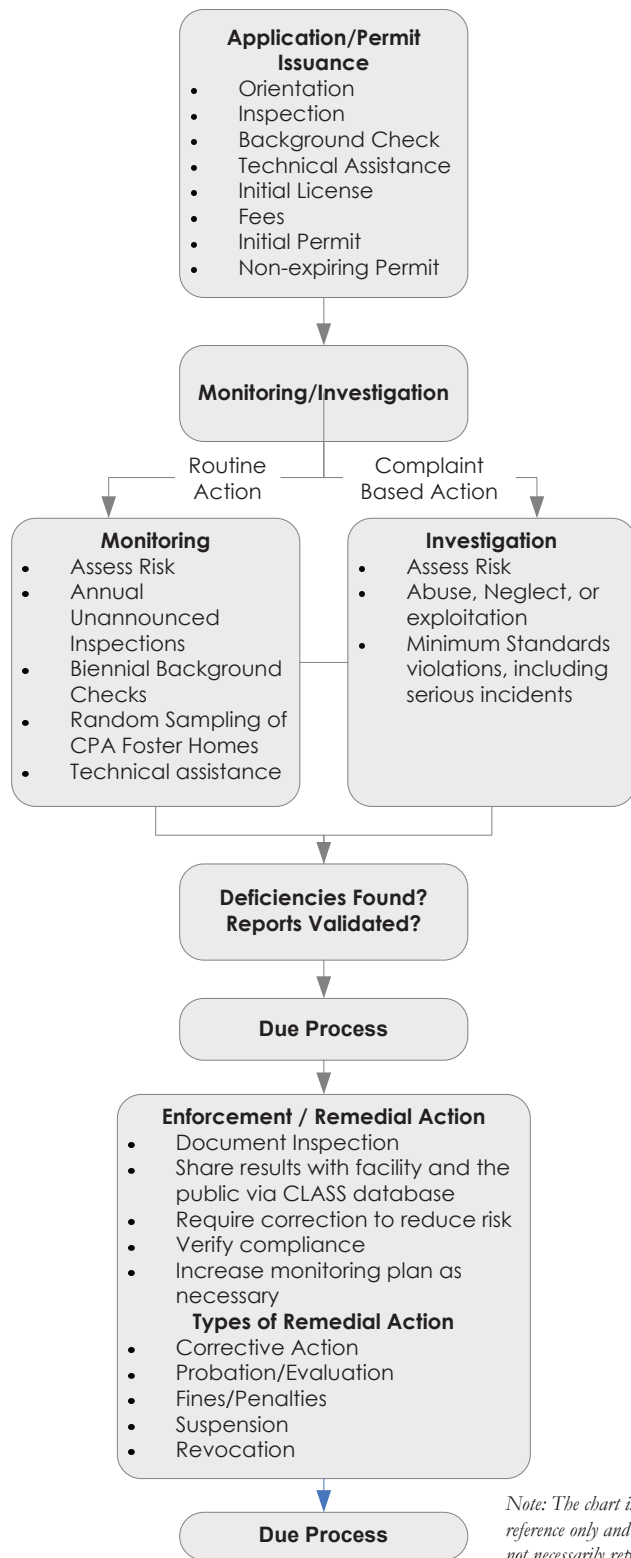 Application/Permit
Issuance
• Orientation
• Inspection
• Background Check
• Technical Assistance
• Initial License
• Fees
• Initial Permit
• Non-expiring Permit
Monitoring/Investigation
Routine
Action
Complaint
Based Action
Monitoring
• Assess Risk
• Annual
Unannounced
Inspections
• Biennial Background
Checks
• Random Sampling of
CPA Foster Homes
• Technical assistance
Investigation
• Assess Risk
• Abuse, Neglect, or
exploitation
• Minimum Standards
violations, including
serious incidents
Deficiencies Found?
Reports Validated?
Due Process
Enforcement / Remedial Action
• Document Inspection
• Share results with facility and the
public via CLASS database
• Require correction to reduce risk
• Verify compliance
• Increase monitoring plan as
necessary
Types of Remedial Action
• Corrective Action
• Probation/Evaluation
• Fines/Penalties
• Suspension
• Revocation
Due Process
Note: The chart
reference only and
not necessarily